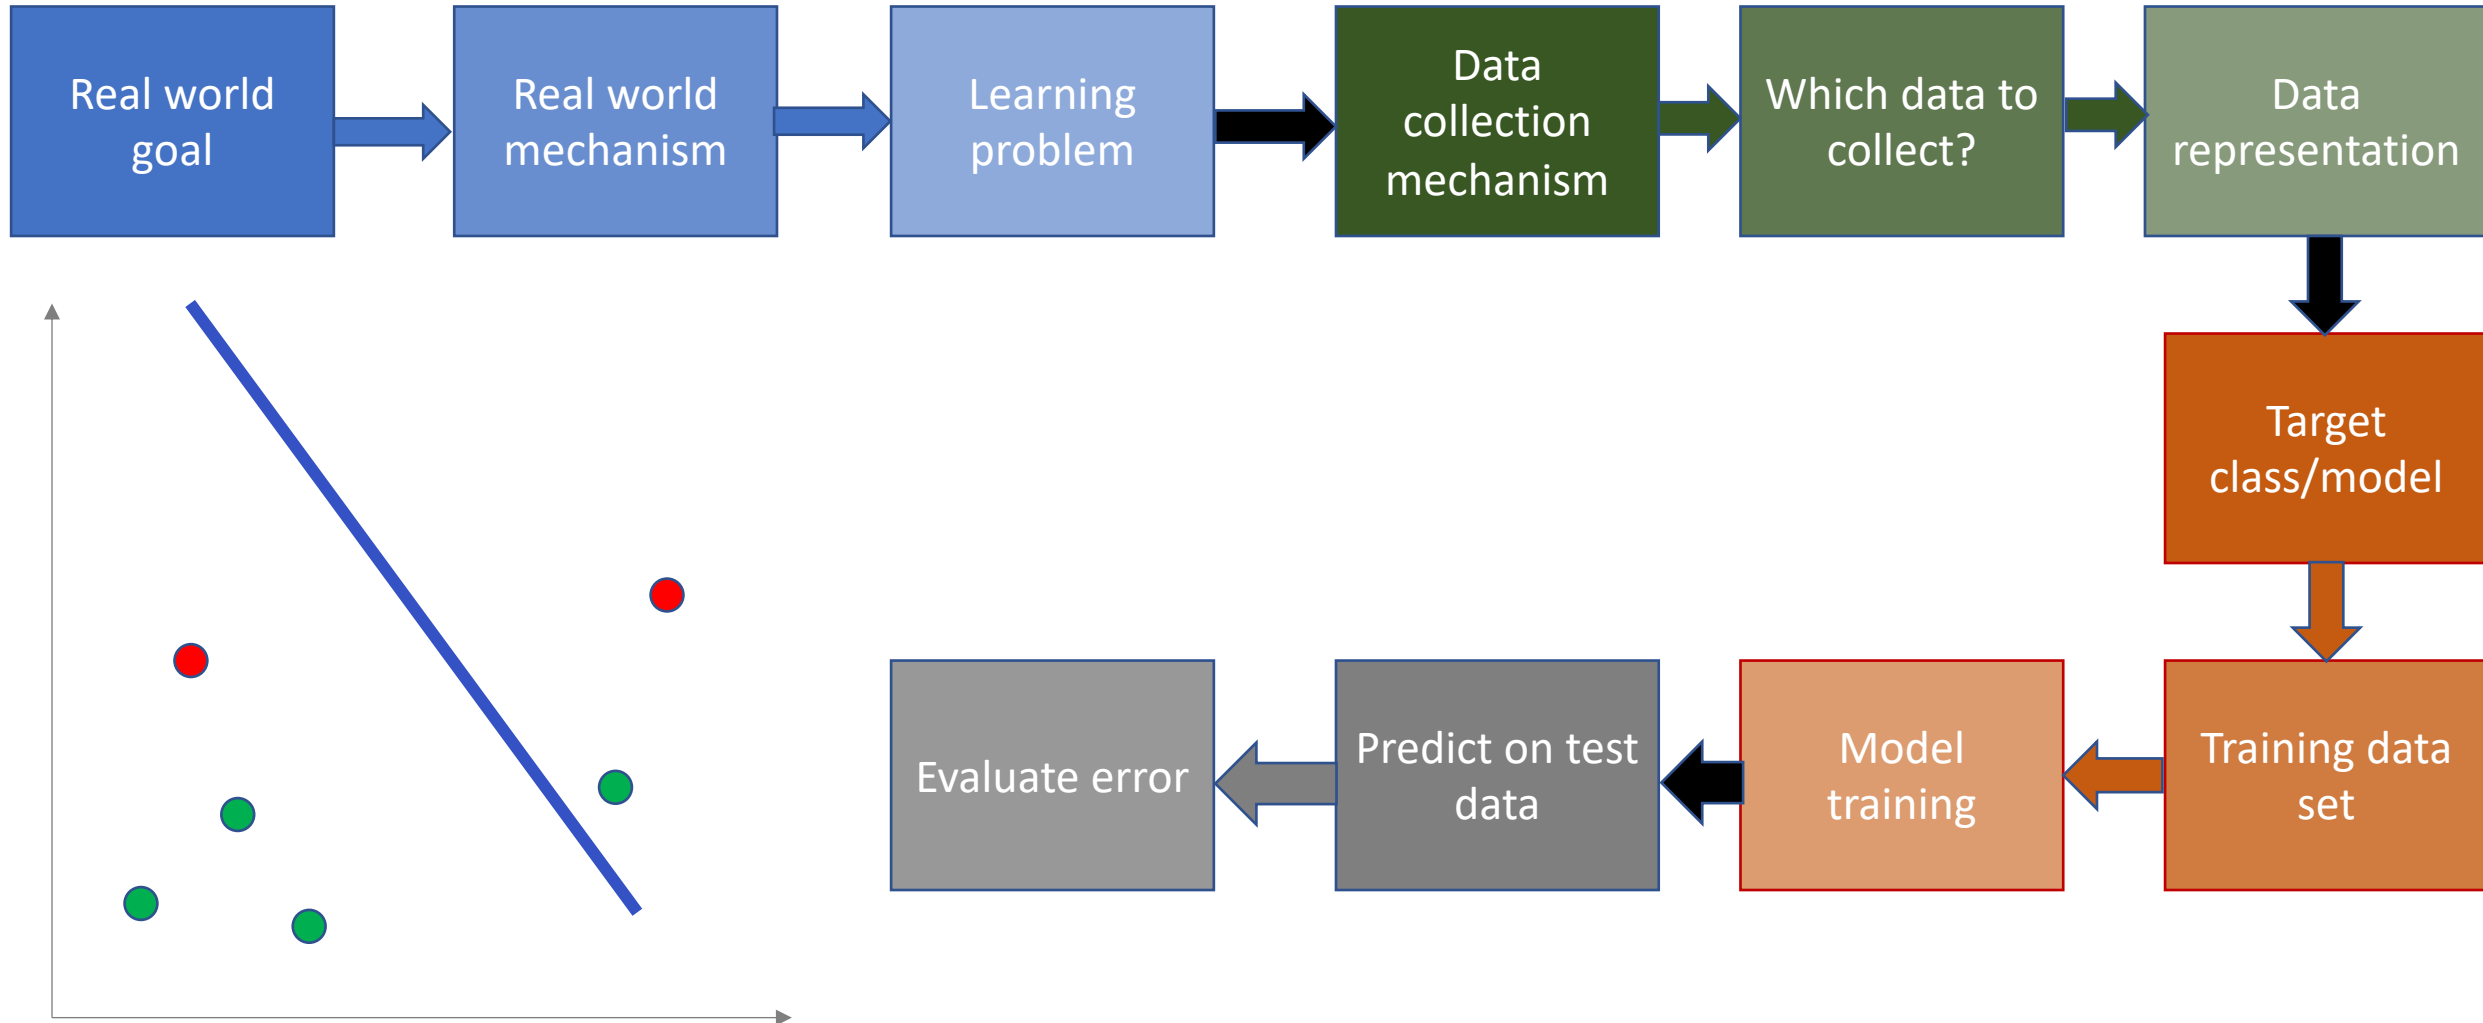 Real world
goal
Real world
mechanism
Learning
problem
Data
collection
mechanism
Which data to
collect?
Data
representation
Target
class/model
Training data
set
Model
training
Predict on test
data
Evaluate error